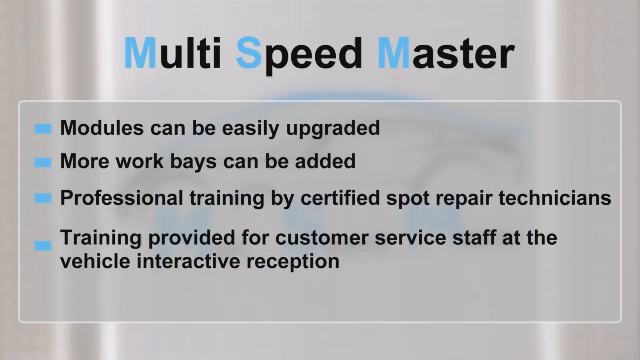 Multi Speed Master
Modules can be easily upgraded
More work bays can be added
Professional training by certified spot repair technicians
Training provided for customer service staff at the
vehicle interactive reception